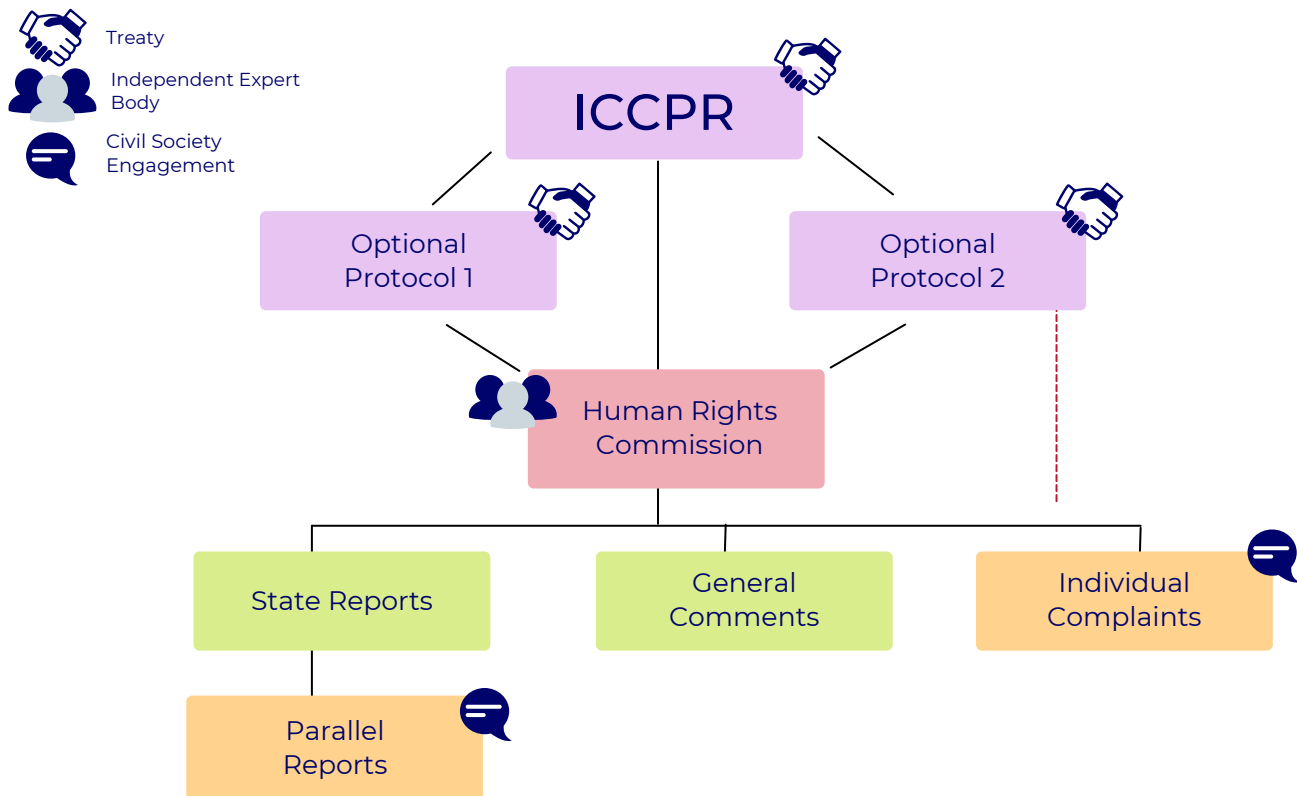 Treaty
Independent Expert
Body
Civil Society
Engagement
ICCPR
Optional
Protocol 1
Optional
Protocol 2
Human Rights
Commission
State Reports
General
Comments
Individual
Complaints
Parallel
Reports